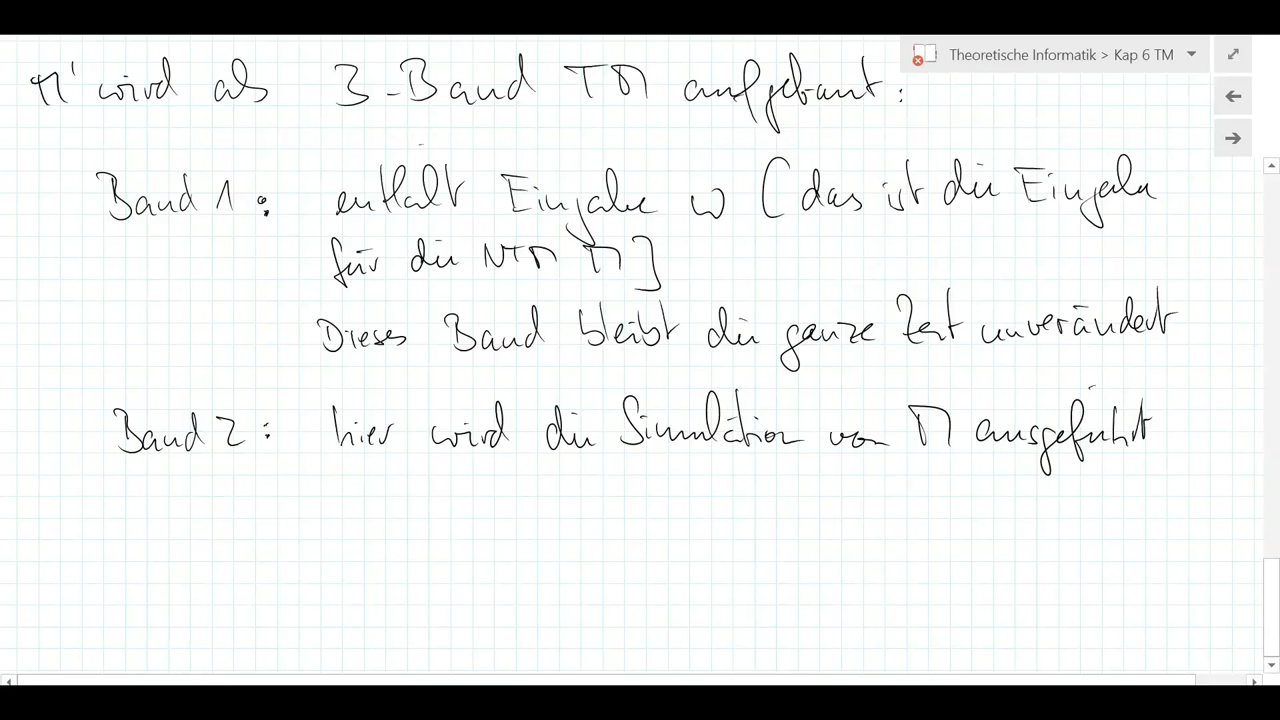 Theoretische Informatik > Kap 6 TM
M' wird als 3-Band TM aufgebaut:
Band 1: enthält Eingabe w (das ist die Eingabe
für die NTM M)
Dieses Band bleibt die ganze Zeit unverändert
Band 2: hier wird die Simulation von M ausgeführt